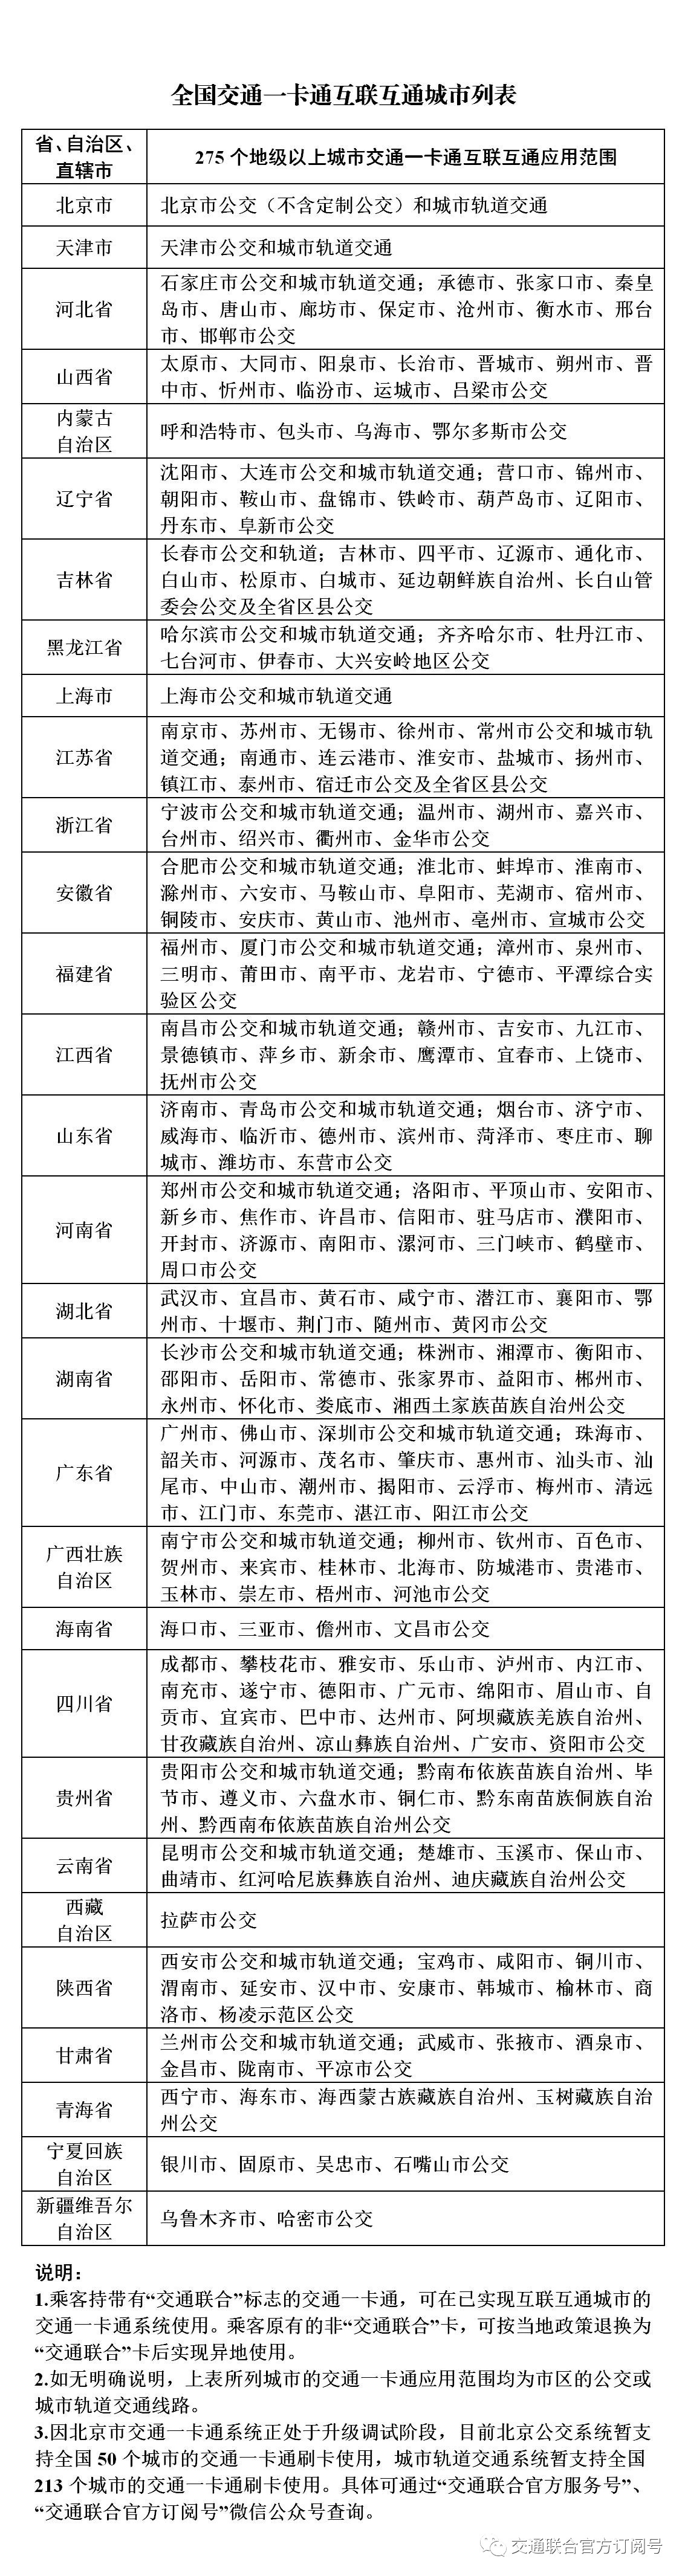 全国交通一卡通互联互通城市列表
省、自治区、
直辖市
275 个地级以上城市交通一卡通互联互通应用范围
北京市
北京市公交（不含定制公交）和城市轨道交通
天津市
天津市公交和城市轨道交通
河北省
石家庄市公交和城市轨道交通；承德市、张家口市、秦皇
岛市、唐山市、廊坊市、保定市、沧州市、衡水市、邢台
市、邯郸市公交
山西省
太原市、大同市、阳泉市、长治市、晋城市、朔州市、晋
中市、忻州市、临汾市、运城市、吕梁市公交
内蒙古
自治区
呼和浩特市、包头市、乌海市、鄂尔多斯市公交
辽宁省
沈阳市、大连市公交和城市轨道交通；营口市、锦州市、
朝阳市、鞍山市、盘锦市、铁岭市、葫芦岛市、辽阳市、
丹东市、阜新市公交
吉林省
长春市公交和轨道；吉林市、四平市、辽源市、通化市、
白山市、松原市、白城市、延边朝鲜族自治州、长白山管
委会公交及全省区县公交
黑龙江省
哈尔滨市公交和城市轨道交通；齐齐哈尔市、牡丹江市、
七台河市、伊春市、大兴安岭地区公交
上海市
上海市公交和城市轨道交通
江苏省
南京市、苏州市、无锡市、徐州市、常州市公交和城市轨
道交通；南通市、连云港市、淮安市、盐城市、扬州市、
镇江市、泰州市、宿迁市公交及全省区县公交
浙江省
宁波市公交和城市轨道交通；温州市、湖州市、嘉兴市、
台州市、绍兴市、衢州市、金华市公交
安徽省
合肥市公交和城市轨道交通；淮北市、蚌埠市、淮南市、
滁州市、六安市、马鞍山市、阜阳市、芜湖市、宿州市、
铜陵市、安庆市、黄山市、池州市、亳州市、宣城市公交
福建省
福州市、厦门市公交和城市轨道交通；漳州市、泉州市、
三明市、莆田市、南平市、龙岩市、宁德市、平潭综合实
验区公交
江西省
南昌市公交和城市轨道交通；赣州市、吉安市、九江市、
景德镇市、萍乡市、新余市、鹰潭市、宜春市、上饶市、
抚州市公交
山东省
济南市、青岛市公交和城市轨道交通；烟台市、济宁市、
威海市、临沂市、德州市、滨州市、菏泽市、枣庄市、聊
城市、潍坊市、东营市公交
河南省
郑州市公交和城市轨道交通；洛阳市、平顶山市、安阳市、
新乡市、焦作市、许昌市、信阳市、驻马店市、濮阳市、
开封市、济源市、南阳市、漯河市、三门峡市、鹤壁市、
周口市公交
湖北省
武汉市、宜昌市、黄石市、咸宁市、潜江市、襄阳市、鄂
州市、十堰市、荆门市、随州市、黄冈市公交
湖南省
长沙市公交和城市轨道交通；株洲市、湘潭市、衡阳市、
邵阳市、岳阳市、常德市、张家界市、益阳市、郴州市、
永州市、怀化市、娄底市、湘西土家族苗族自治州公交
广东省
广州市、佛山市、深圳市公交和城市轨道交通；珠海市、
韶关市、河源市、茂名市、肇庆市、惠州市、汕头市、汕
尾市、中山市、潮州市、揭阳市、云浮市、梅州市、清远
市、江门市、东莞市、湛江市、阳江市公交
广西壮族
自治区
南宁市公交和城市轨道交通；柳州市、钦州市、百色市、
贺州市、来宾市、桂林市、北海市、防城港市、贵港市、
玉林市、崇左市、梧州市、河池市公交
海南省
海口市、三亚市、儋州市、文昌市公交
四川省
成都市、攀枝花市、雅安市、乐山市、泸州市、内江市、
南充市、遂宁市、德阳市、广元市、绵阳市、眉山市、自
贡市、宜宾市、巴中市、达州市、阿坝藏族羌族自治州、
甘孜藏族自治州、凉山彝族自治州、广安市、资阳市公交
贵州省
贵阳市公交和城市轨道交通；黔南布依族苗族自治州、毕
节市、遵义市、六盘水市、铜仁市、黔东南苗族侗族自治
州、黔西南布依族苗族自治州公交
云南省
昆明市公交和城市轨道交通；楚雄市、玉溪市、保山市、
曲靖市、红河哈尼族彝族自治州、迪庆藏族自治州公交
西藏
自治区
拉萨市公交
陕西省
西安市公交和城市轨道交通；宝鸡市、咸阳市、铜川市、
渭南市、延安市、汉中市、安康市、韩城市、榆林市、商
洛市、杨凌示范区公交
甘肃省
兰州市公交和城市轨道交通；武威市、张掖市、酒泉市、
金昌市、陇南市、平凉市公交
青海省
西宁市、海东市、海西蒙古族藏族自治州、玉树藏族自治
州公交
宁夏回族
自治区
银川市、固原市、吴忠市、石嘴山市公交
新疆维吾尔
自治区
乌鲁木齐市、哈密市公交
说明：
1.乘客持带有“交通联合”标志的交通一卡通，可在已实现互联互通城市的
交通一卡通系统使用。乘客原有的非“交通联合”卡，可按当地政策退换为
“交通联合”卡后实现异地使用。
2.如无明确说明，上表所列城市的交通一卡通应用范围均为市区的公交或
城市轨道交通线路。
3.因北京市交通一卡通系统正处于升级调试阶段，目前北京公交系统暂支
持全国 50 个城市的交通一卡通刷卡使用，城市轨道交通系统暂支持全国
213 个城市的交通一卡通刷卡使用。具体可通过“交通联合官方服务号”、
“交通联合官方订阅号”微信公众号查询。
交通联合官方订阅号